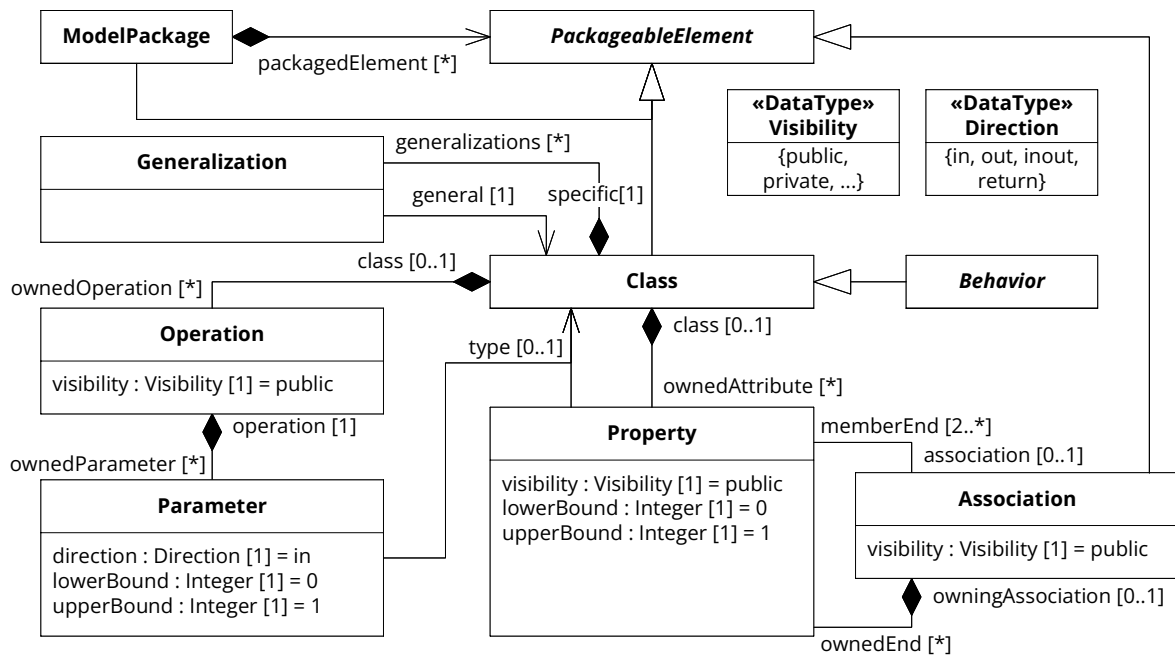 ModelPackage
PackageableElement
packagedElement [*]
«DataType»
Visibility
{public,
private, ...}
«DataType»
Direction
{in, out, inout,
return}
Generalization
generalizations [*]
general [1]
specific[1]
class [0..1]
ownedOperation [*]
Class
Behavior
class [0..1]
Operation
visibility : Visibility [1] = public
type [0..1]
ownedAttribute [*]
operation [1]
ownedParameter [*]
Property
visibility : Visibility [1] = public
lowerBound : Integer [1] = 0
upperBound : Integer [1] = 1
memberEnd [2..*]
association [0..1]
Parameter
direction : Direction [1] = in
lowerBound : Integer [1] = 0
upperBound : Integer [1] = 1
Association
visibility : Visibility [1] = public
owningAssociation [0..1]
ownedEnd [*]